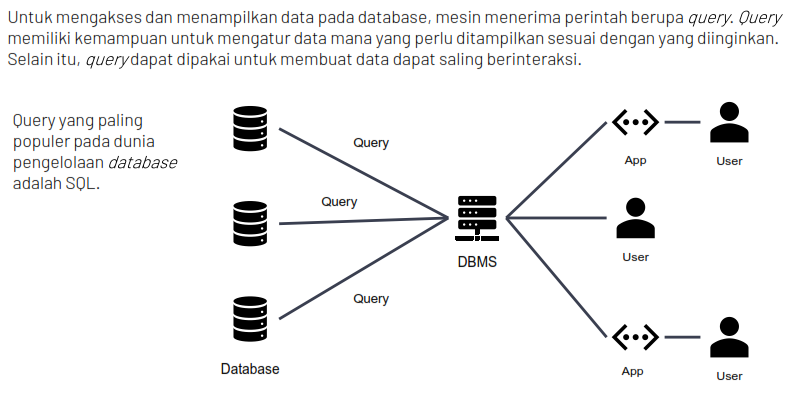 Untuk mengakses dan menampilkan data pada database, mesin menerima perintah berupa query. Query
memiliki kemampuan untuk mengatur data mana yang perlu ditampilkan sesuai dengan yang diinginkan.
Selain itu, query dapat dipakai untuk membuat data dapat saling berinteraksi.
Query yang paling
populer pada dunia
pengelolaan database
adalah SQL.
Query
Query
Query
Database
DBMS
App
User
User
App
User